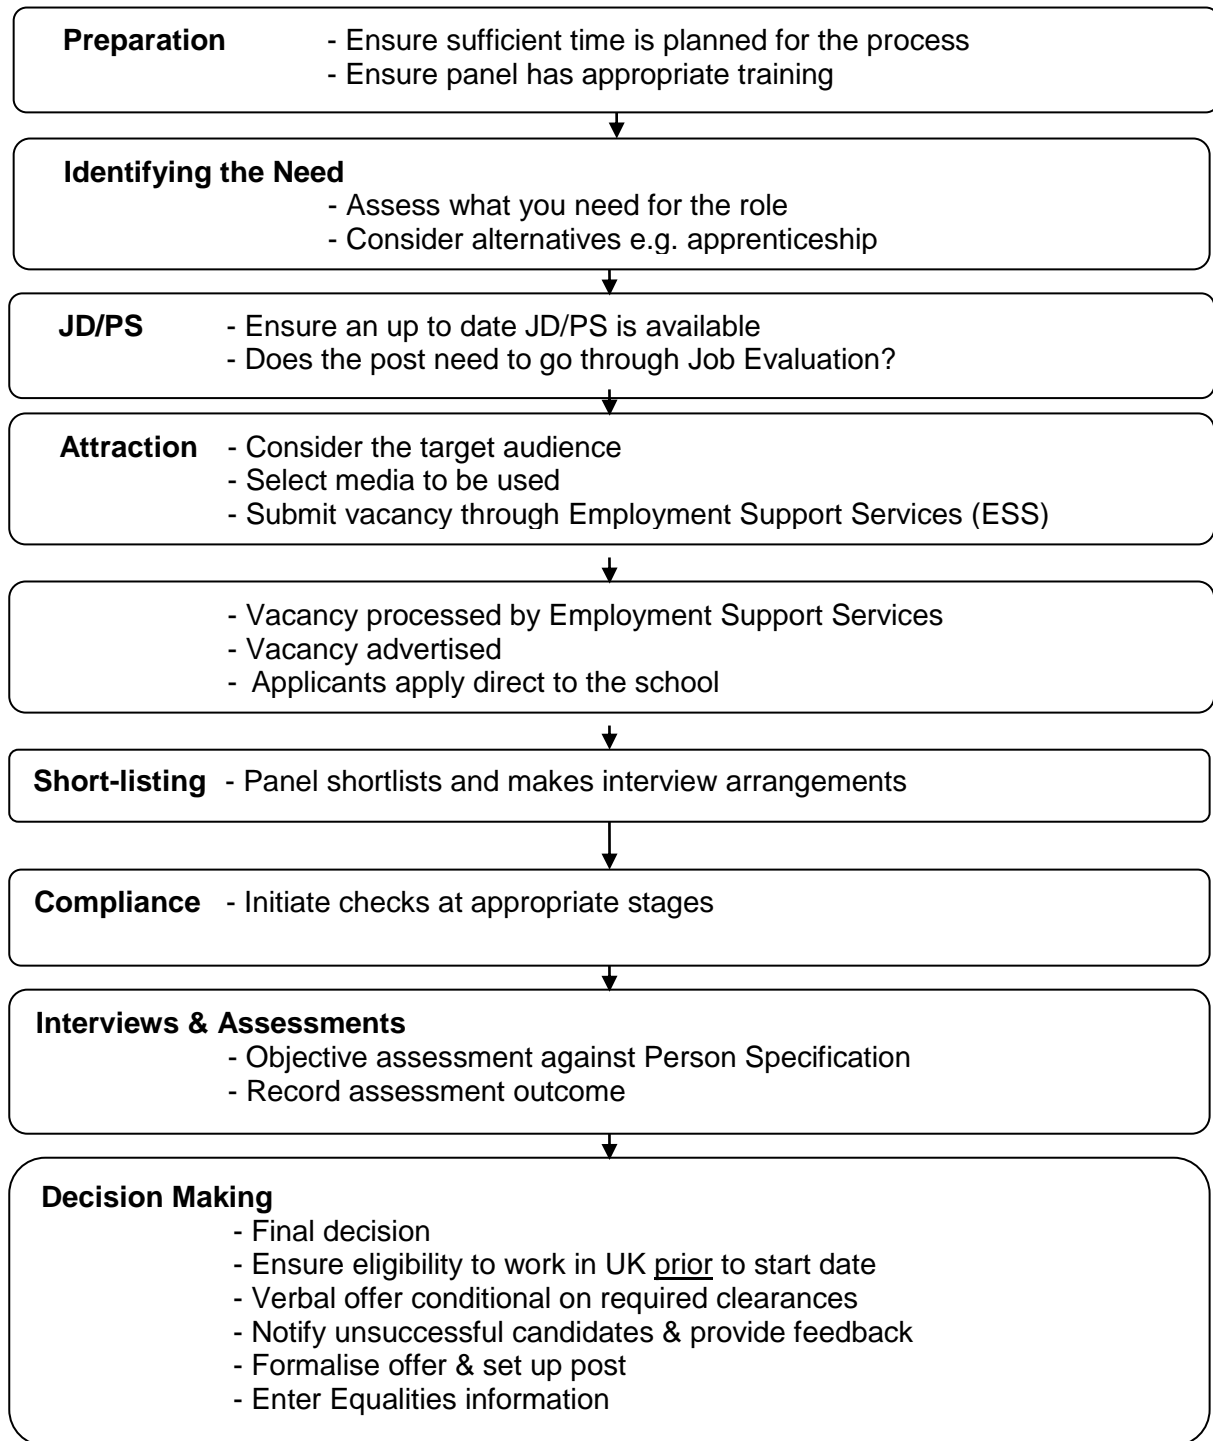 Preparation - Ensure sufficient time is planned for the process
- Ensure panel has appropriate training
Identifying the Need
- Assess what you need for the role
- Consider alternatives e.g. apprenticeship
JD/PS - Ensure an up to date JD/PS is available
- Does the post need to go through Job Evaluation?
Attraction - Consider the target audience
- Select media to be used
- Submit vacancy through Employment Support Services (ESS)
- Vacancy processed by Employment Support Services
- Vacancy advertised
- Applicants apply direct to the school
Short-listing - Panel shortlists and makes interview arrangements
Compliance - Initiate checks at appropriate stages
Interviews & Assessments
- Objective assessment against Person Specification
- Record assessment outcome
Decision Making
- Final decision
- Ensure eligibility to work in UK prior to start date
- Verbal offer conditional on required clearances
- Notify unsuccessful candidates & provide feedback
- Formalise offer & set up post
- Enter Equalities information